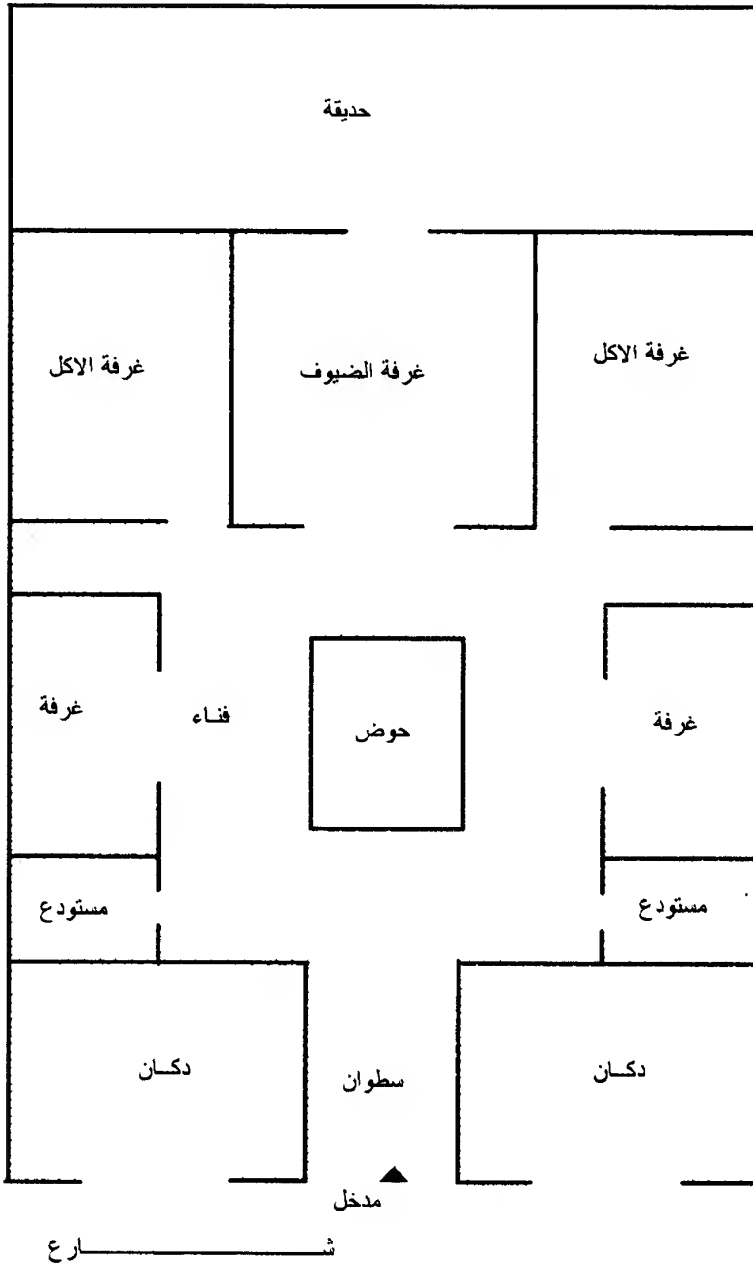 حديقة
غرفة الاكل
غرفة الضيوف
غرفة الاكل
غرفة
حوض
فناء
غرفة
مستودع
مستودع
دكان
سطوان
دكان
مدخل
شارع